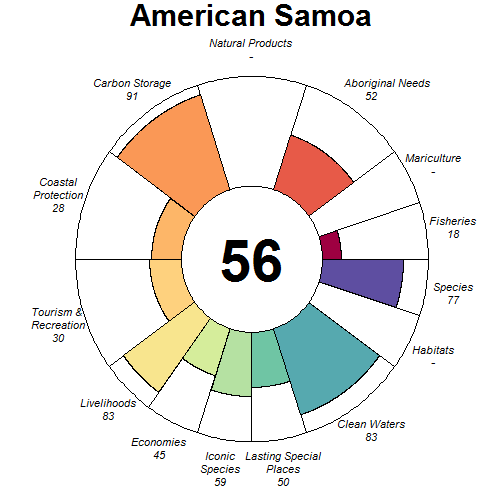 American Samoa
Natural Products
-
Carbon Storage
91
Aboriginal Needs
52
Mariculture
-
Coastal
Protection
28
Fisheries
18
56
Species
77
Tourism &
Recreation
30
Habitats
-
Livelihoods
83
Clean Waters
83
Economies
45
Iconic
Species
59
Lasting Special
Places
50